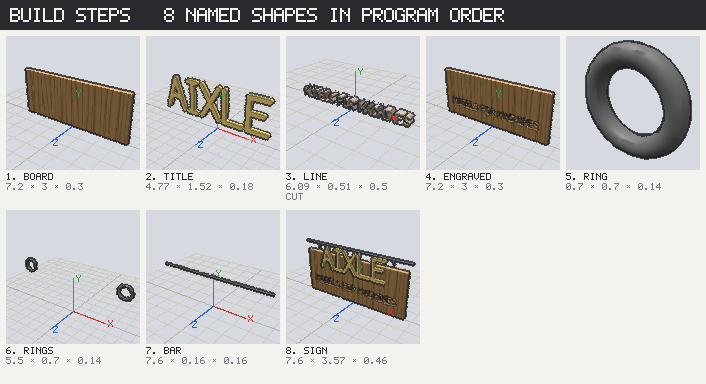 BUILD STEPS 8 NAMED SHAPES IN PROGRAM ORDER
1. BOARD
7.2 × 3 × 0.3
2. TITLE
4.77 × 1.52 × 0.18
3. LINE
6.09 × 0.51 × 0.5
CUT
4. ENGRAVED
7.2 × 3 × 0.3
5. RING
0.7 × 0.7 × 0.14
6. RINGS
5.5 × 0.7 × 0.14
7. BAR
7.6 × 0.16 × 0.16
8. SIGN
7.6 × 3.57 × 0.46
Y
Z
AIXLE
Z
X
Y
Z
Y
Z
Y
Z
X
Y
Z
X
AIXLE